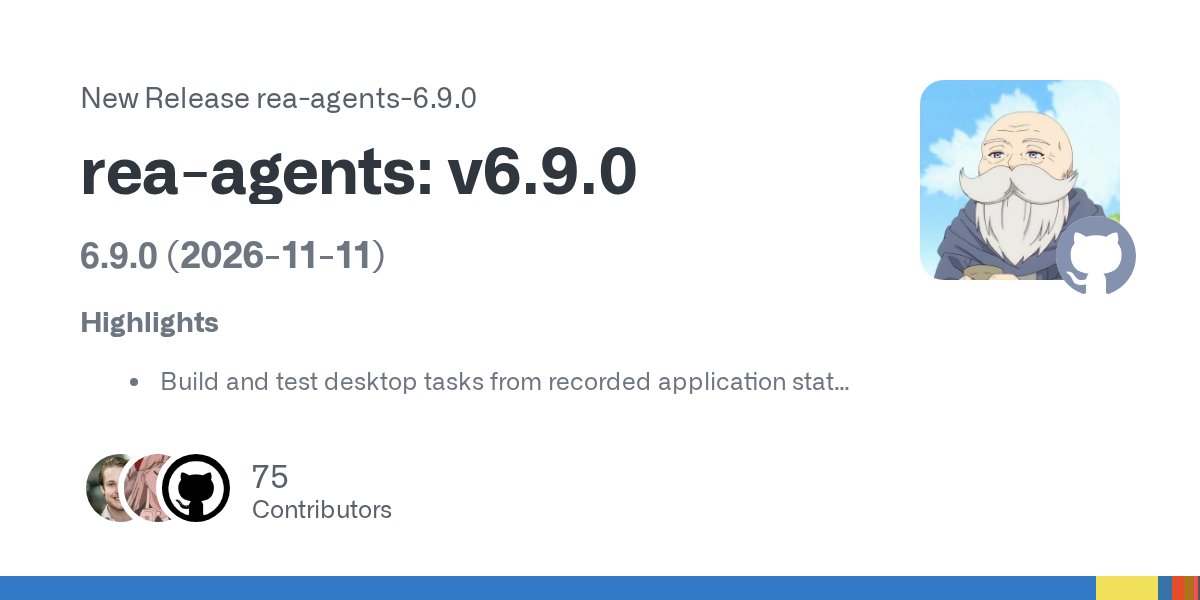 New Release rea-agents-6.9.0
rea-agents: v6.9.0
6.9.0 (2026-11-11)
Highlights
• Build and test desktop tasks from recorded application stat...
75
Contributors